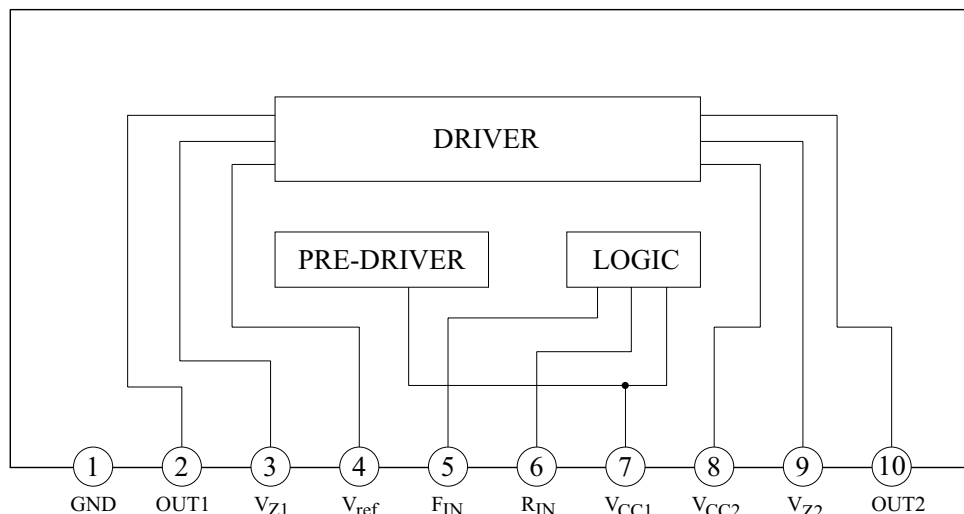 DRIVER
PRE-DRIVER LOGIC
1 2 3 4 5 6 7 8 9 10
GND OUT1 VZ1 Vref FIN RIN VCC1 VCC2 VZ2 OUT2